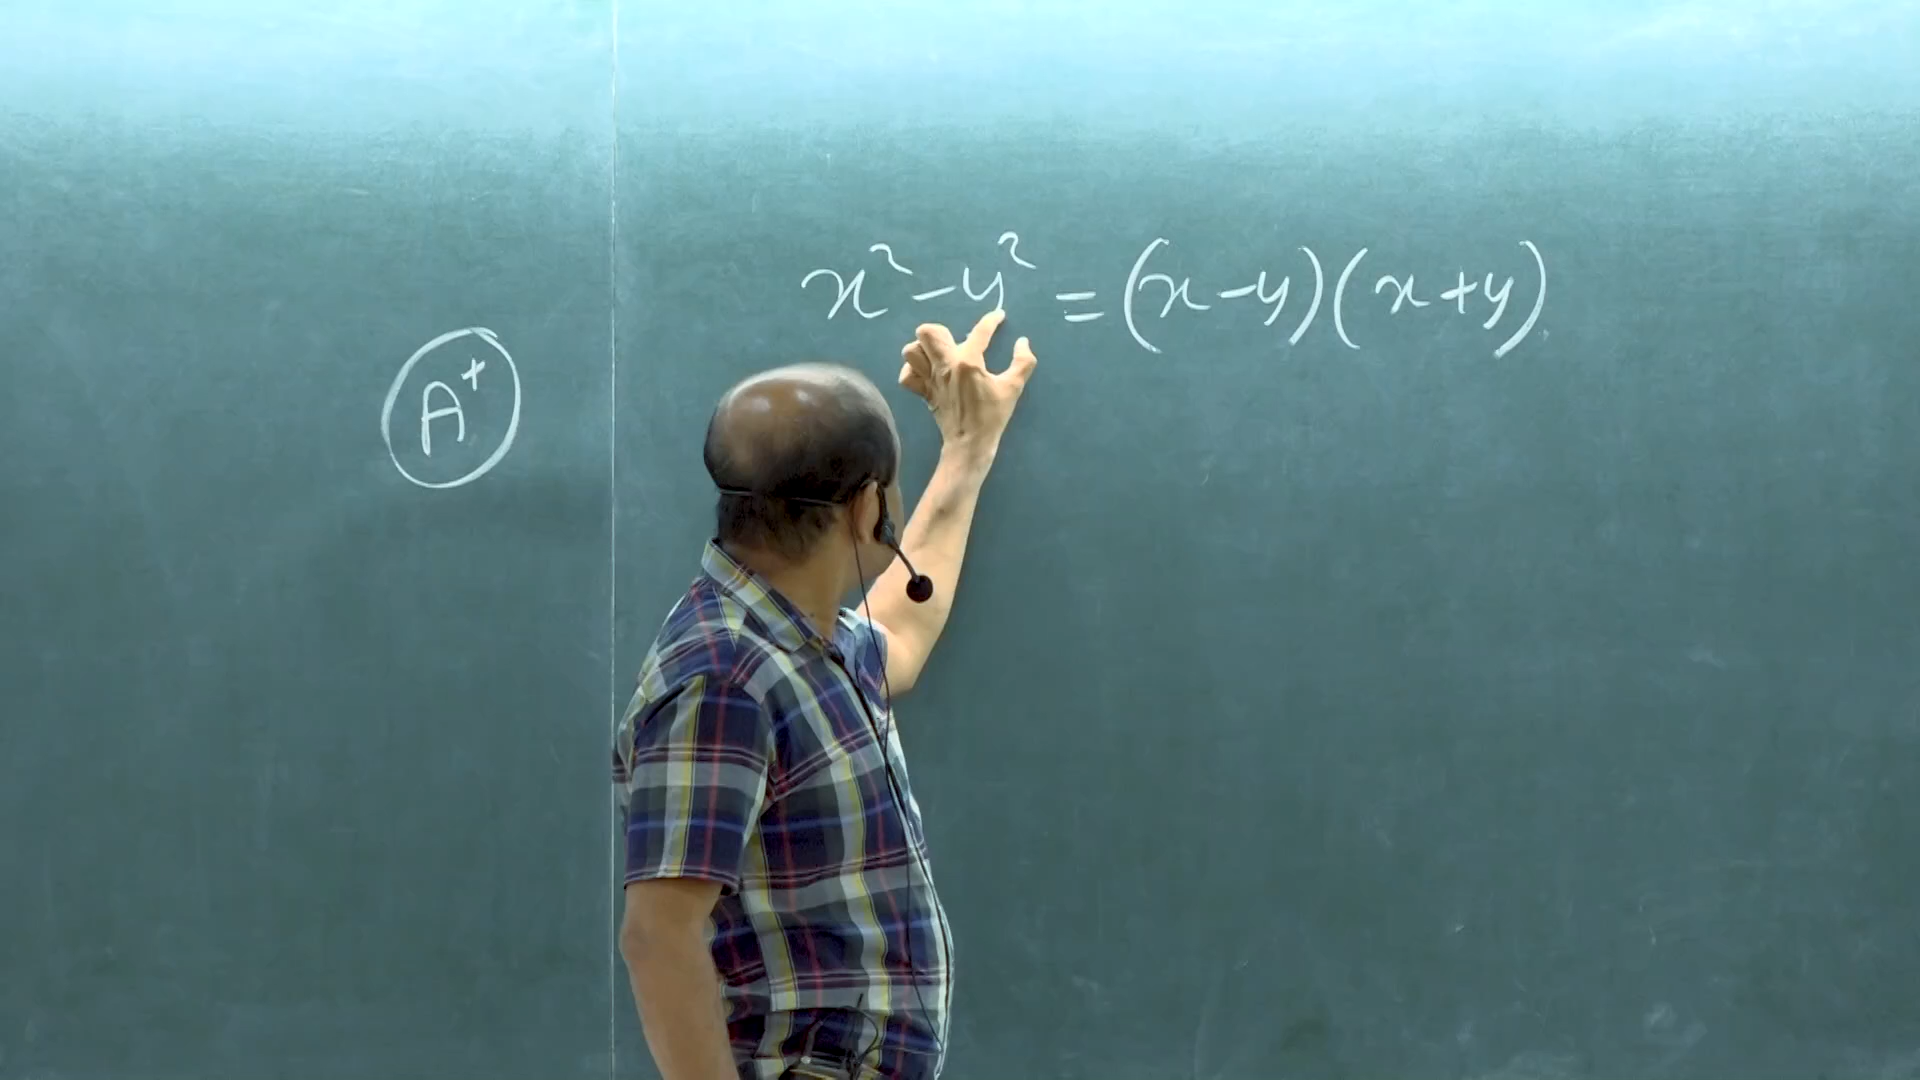 x² - y² = (x - y)(x + y)
A⁺